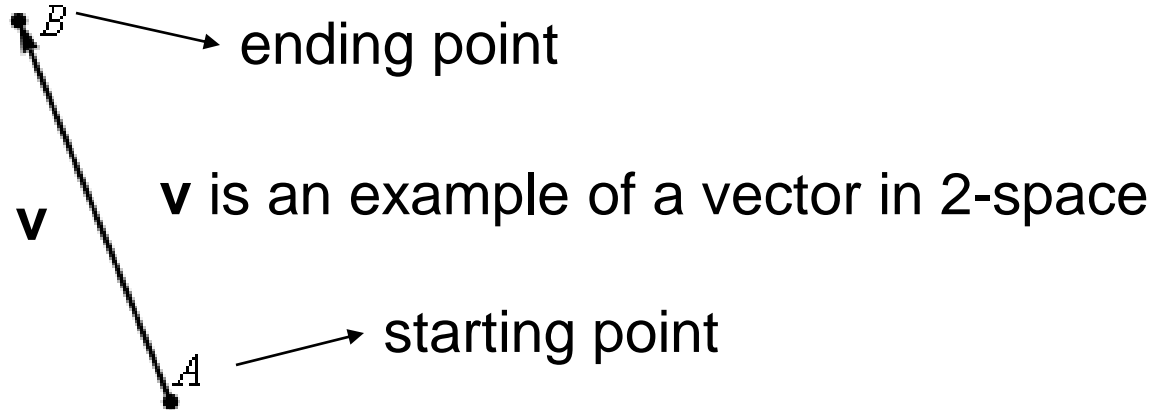 B
ending point
v is an example of a vector in 2-space
v
starting point
A